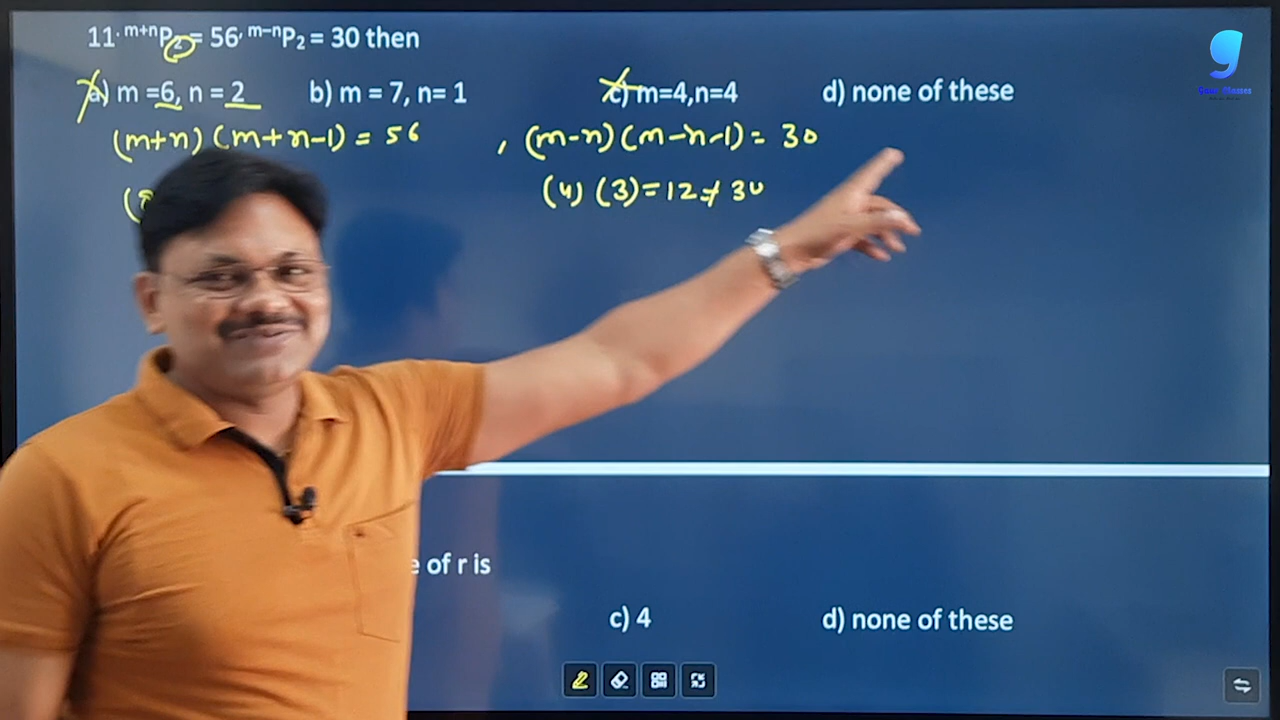 11. ᵐ⁺ⁿP₂ = 56, ᵐ⁻ⁿP₂ = 30 then
a) m =6, n = 2 b) m = 7, n= 1 c) m=4,n=4 d) none of these
(m+n) (m+n-1) = 56 , (m-n)(m-n-1) = 30
(8 (4) (3)=12≠ 30
of r is
c) 4 d) none of these